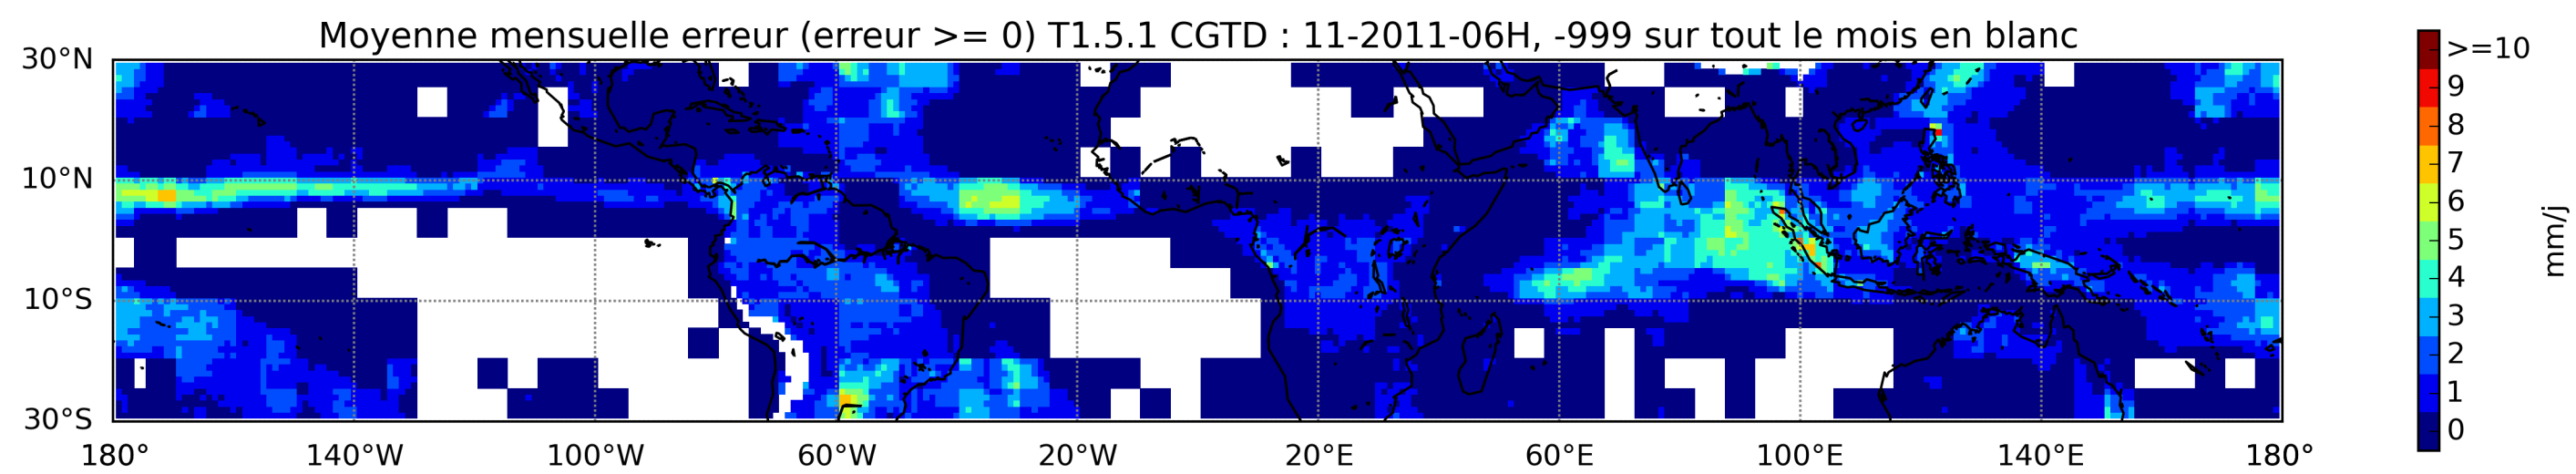 Moyenne mensuelle erreur (erreur >= 0) T1.5.1 CGTD : 11-2011-06H, -999 sur tout le mois en blanc
30°N
10°N
10°S
30°S
180° 140°W 100°W 60°W 20°W 20°E 60°E 100°E 140°E 180°
>=10
9
8
7
6
5
4
3
2
1
0
mm/j